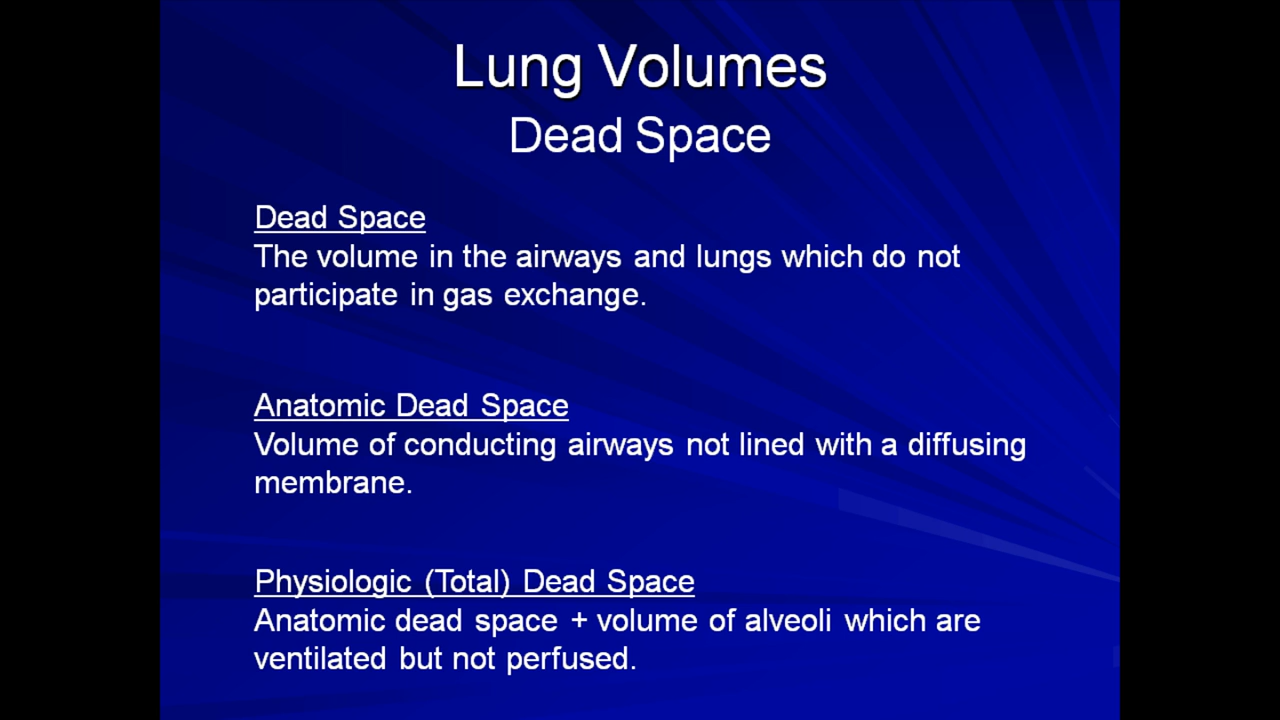 Lung Volumes
Dead Space
Dead Space
The volume in the airways and lungs which do not
participate in gas exchange.
Anatomic Dead Space
Volume of conducting airways not lined with a diffusing
membrane.
Physiologic (Total) Dead Space
Anatomic dead space + volume of alveoli which are
ventilated but not perfused.